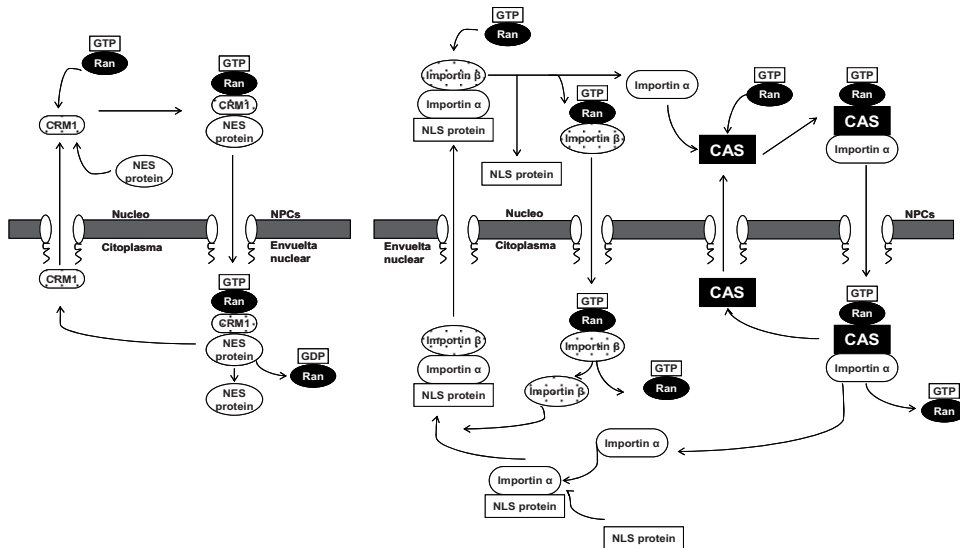 GTP
Ran
CRM1
NES
protein
GTP
Ran
CRM1
NES
protein
Nucleo
NPCs
Citoplasma
Envuelta
nuclear
CRM1
GTP
Ran
CRM1
NES
protein
GDP
Ran
NES
protein
GTP
Ran
Importin β
Importin α
NLS protein
NLS protein
GTP
Ran
Importin β
Importin α
GTP
Ran
CAS
GTP
Ran
CAS
Importin α
Nucleo
NPCs
Envuelta
nuclear
Citoplasma
Importin β
Importin α
NLS protein
GTP
Ran
Importin β
Importin β
GTP
Ran
CAS
GTP
Ran
CAS
Importin α
GTP
Ran
Importin α
Importin α
NLS protein
NLS protein